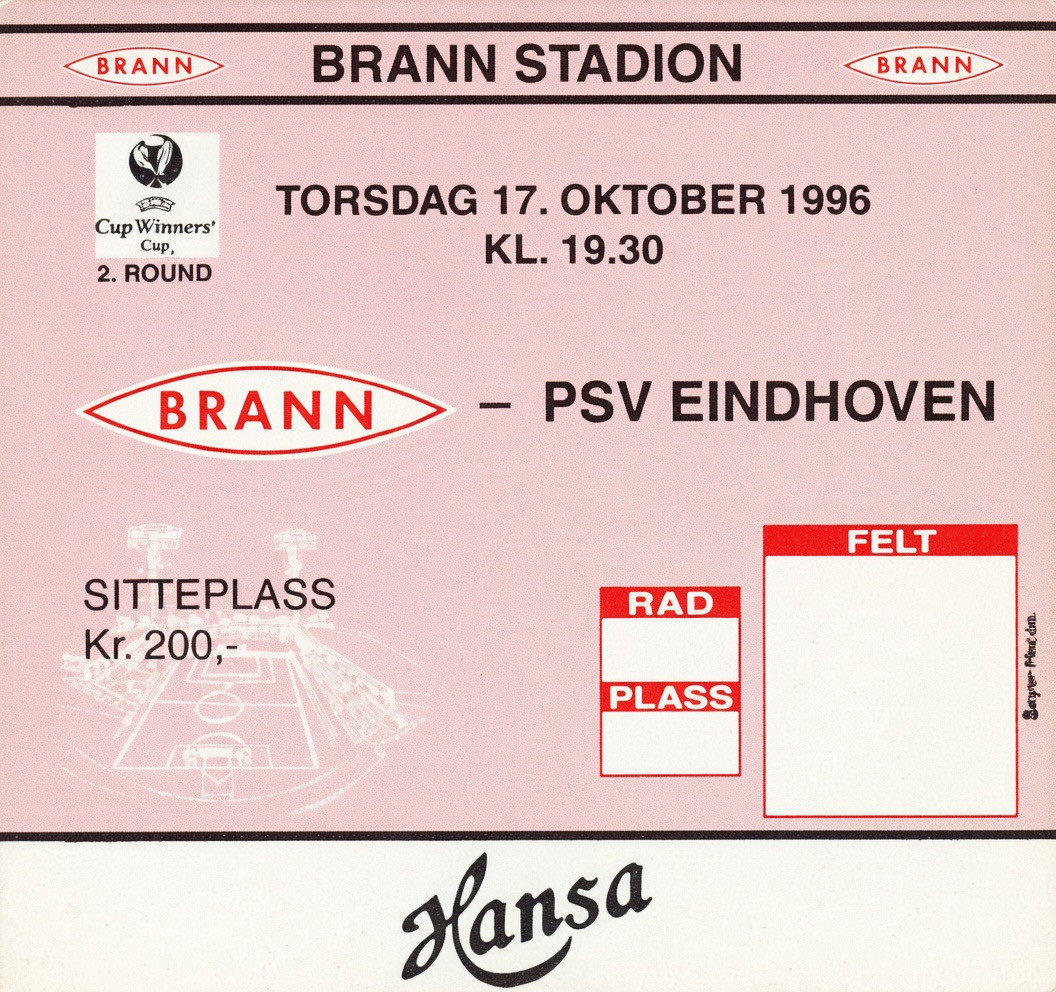 BRANN
BRANN STADION
BRANN
Cup Winners'
Cup,
2. ROUND
TORSDAG 17. OKTOBER 1996
KL. 19.30
BRANN – PSV EINDHOVEN
SITTEPLASS
Kr. 200,-
RAD
PLASS
FELT
Hansa